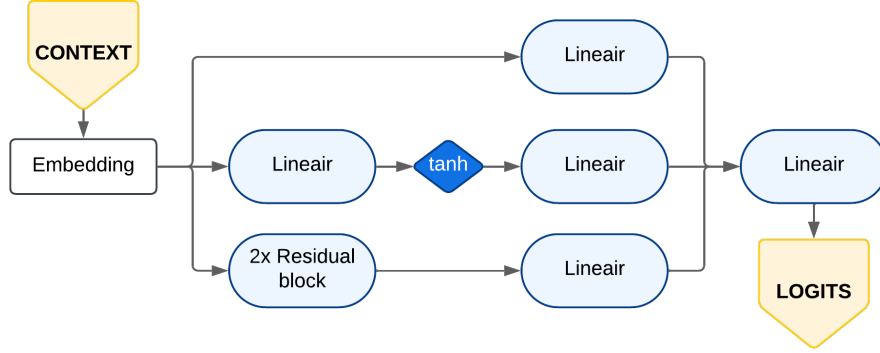 CONTEXT
Lineair
Embedding
Lineair
tanh
Lineair
Lineair
2x Residual
block
Lineair
LOGITS